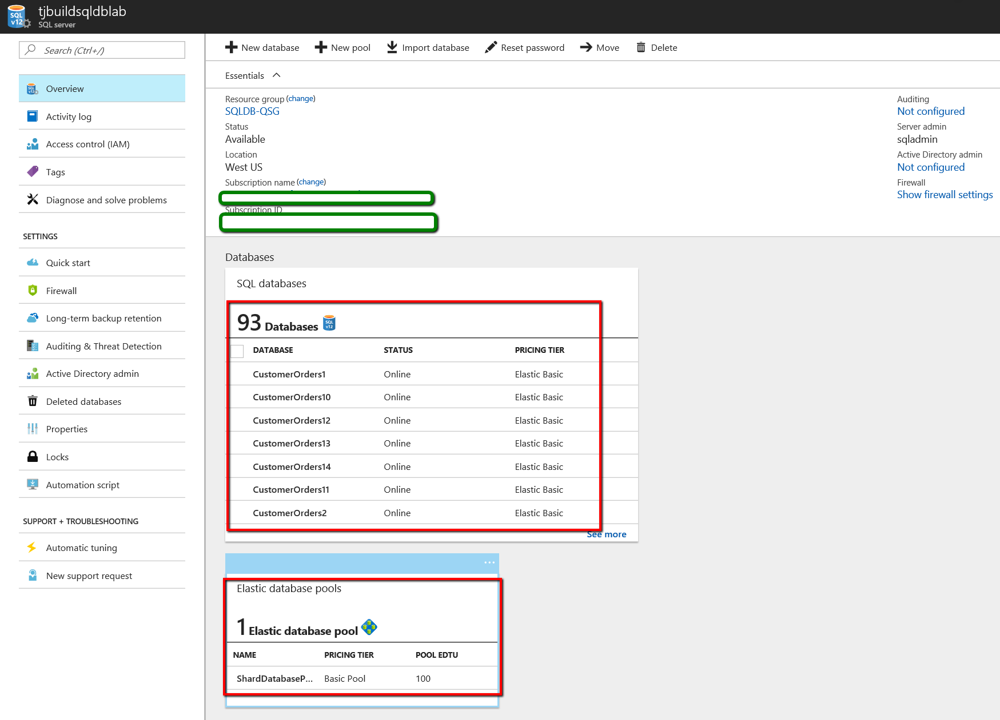 tjbuildsqldblab
SQL server
Search (Ctrl+/)
Overview
Activity log
Access control (IAM)
Tags
Diagnose and solve problems
SETTINGS
Quick start
Firewall
Long-term backup retention
Auditing & Threat Detection
Active Directory admin
Deleted databases
Properties
Locks
Automation script
SUPPORT + TROUBLESHOOTING
Automatic tuning
New support request
New database New pool Import database Reset password Move Delete
Essentials
Resource group (change)
SQLDB-QSG
Status
Available
Location
West US
Subscription name (change)
Subscription ID
Auditing
Not configured
Server admin
sqladmin
Active Directory admin
Not configured
Firewall
Show firewall settings
Databases
SQL databases
93 Databases
DATABASE STATUS PRICING TIER
CustomerOrders1 Online Elastic Basic
CustomerOrders10 Online Elastic Basic
CustomerOrders12 Online Elastic Basic
CustomerOrders13 Online Elastic Basic
CustomerOrders14 Online Elastic Basic
CustomerOrders11 Online Elastic Basic
CustomerOrders2 Online Elastic Basic
See more
...
Elastic database pools
1 Elastic database pool
NAME PRICING TIER POOL EDTU
ShardDatabaseP... Basic Pool 100